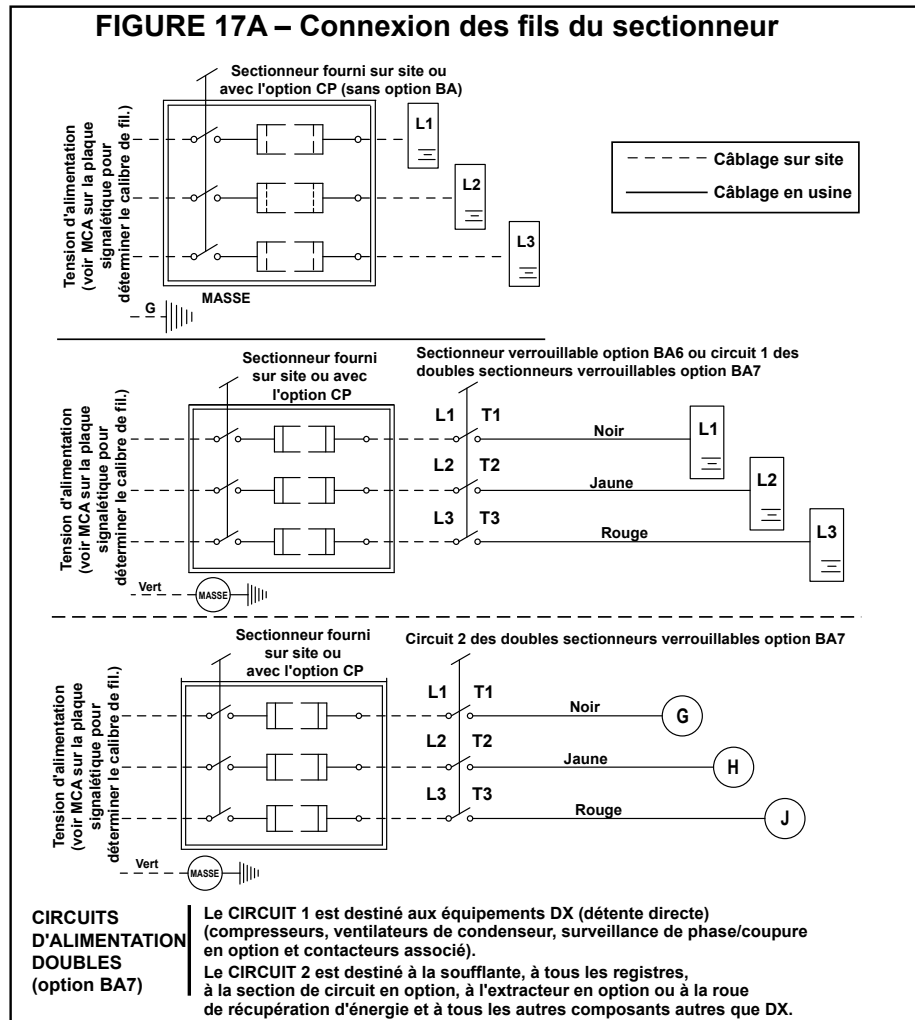 FIGURE 17A – Connexion des fils du sectionneur
Sectionneur fourni sur site ou
avec l'option CP (sans option BA)
Tension d'alimentation
(voir MCA sur la plaque
signalétique pour
déterminer le calibre de fil.)
L1
L2
L3
G
MASSE
Câblage sur site
Câblage en usine
Sectionneur fourni
sur site ou avec
l'option CP
Sectionneur verrouillable option BA6 ou circuit 1 des
doubles sectionneurs verrouillables option BA7
Tension d'alimentation
(voir MCA sur la plaque
signalétique pour
déterminer le calibre de fil.)
L1 T1
Noir
L1
L2 T2
Jaune
L2
L3 T3
Rouge
L3
Vert
MASSE
Sectionneur fourni
sur site ou
avec l'option CP
Circuit 2 des doubles sectionneurs verrouillables option BA7
Tension d'alimentation
(voir MCA sur la plaque
signalétique pour
déterminer le calibre de fil.)
L1 T1
Noir
G
L2 T2
Jaune
H
L3 T3
Rouge
J
Vert
MASSE
CIRCUITS
D'ALIMENTATION
DOUBLES
(option BA7)
Le CIRCUIT 1 est destiné aux équipements DX (détente directe)
(compresseurs, ventilateurs de condenseur, surveillance de phase/coupure
en option et contacteurs associé).
Le CIRCUIT 2 est destiné à la soufflante, à tous les registres,
à la section de circuit en option, à l'extracteur en option ou à la roue
de récupération d'énergie et à tous les autres composants autres que DX.